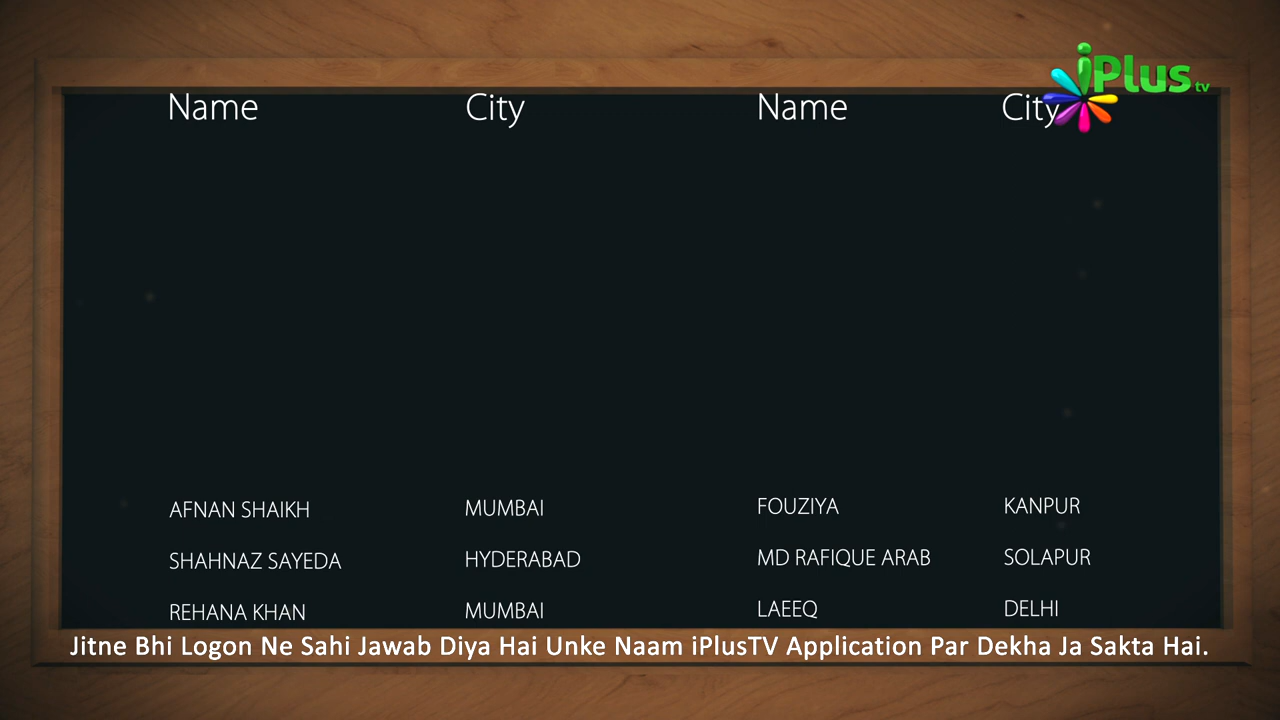 iPlus tv
Name City Name City
AFNAN SHAIKH MUMBAI FOUZIYA KANPUR
SHAHNAZ SAYEDA HYDERABAD MD RAFIQUE ARAB SOLAPUR
REHANA KHAN MUMBAI LAEEQ DELHI
Jitne Bhi Logon Ne Sahi Jawab Diya Hai Unke Naam iPlusTV Application Par Dekha Ja Sakta Hai.